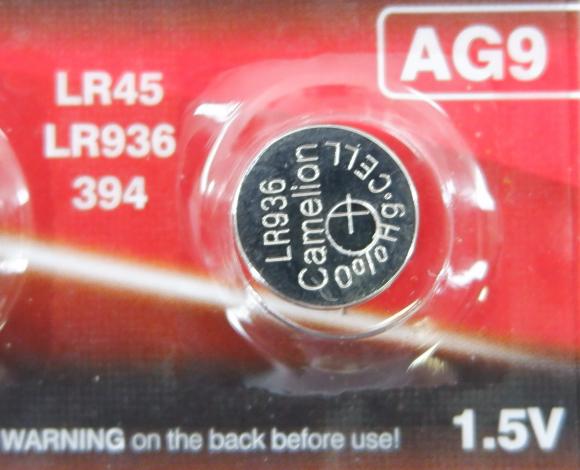 AG9
LR45
LR936
394
LR936
Camelion
0%Hg.CELL
+
WARNING on the back before use!
1.5V